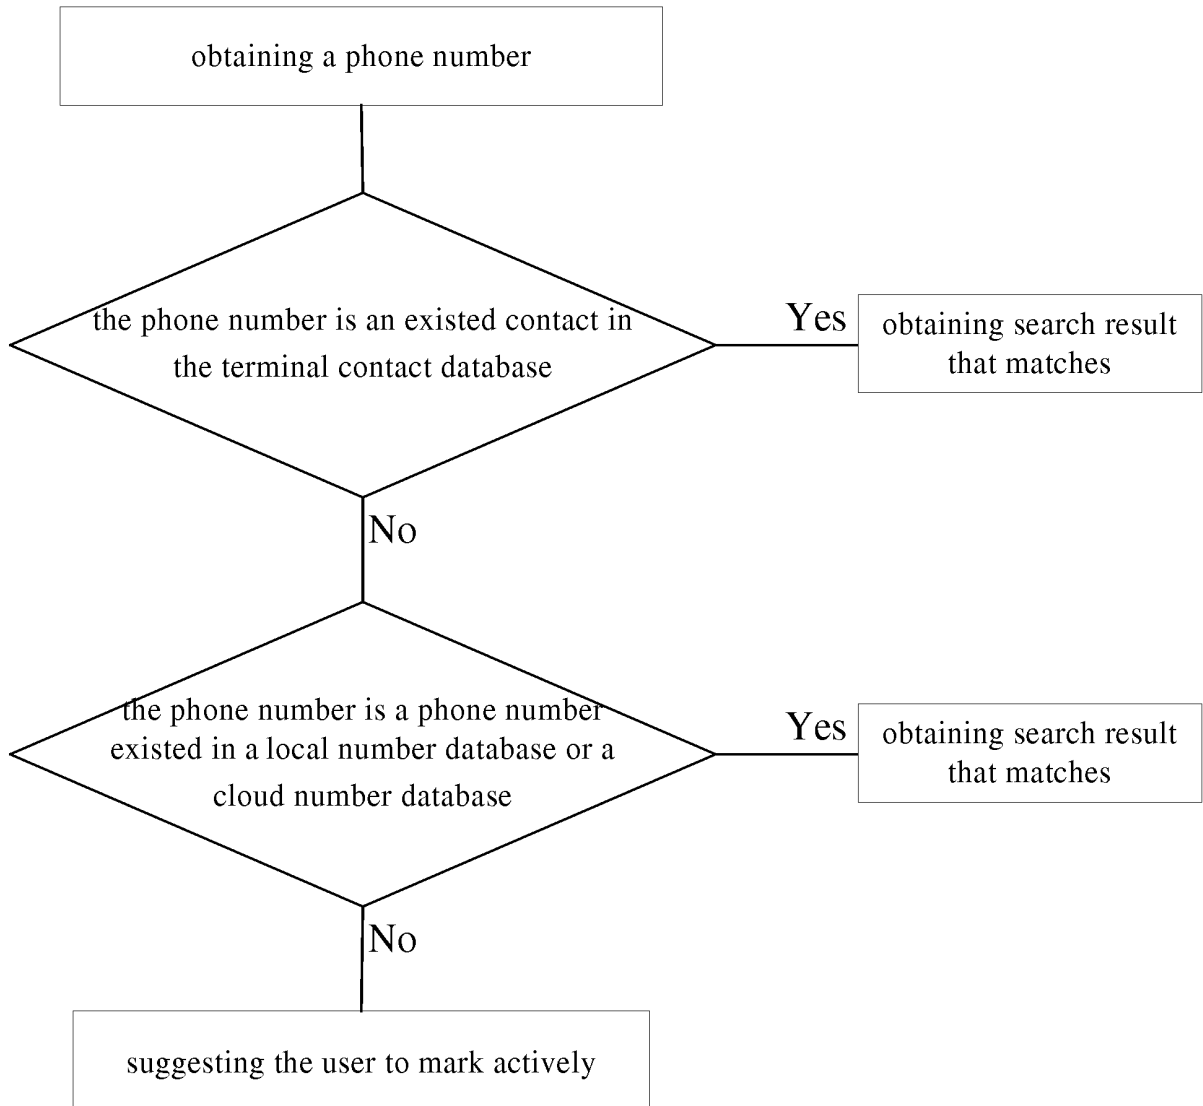 obtaining a phone number
the phone number is an existed contact in
the terminal contact database
Yes
obtaining search result
that matches
No
the phone number is a phone number
existed in a local number database or a
cloud number database
Yes
obtaining search result
that matches
No
suggesting the user to mark actively